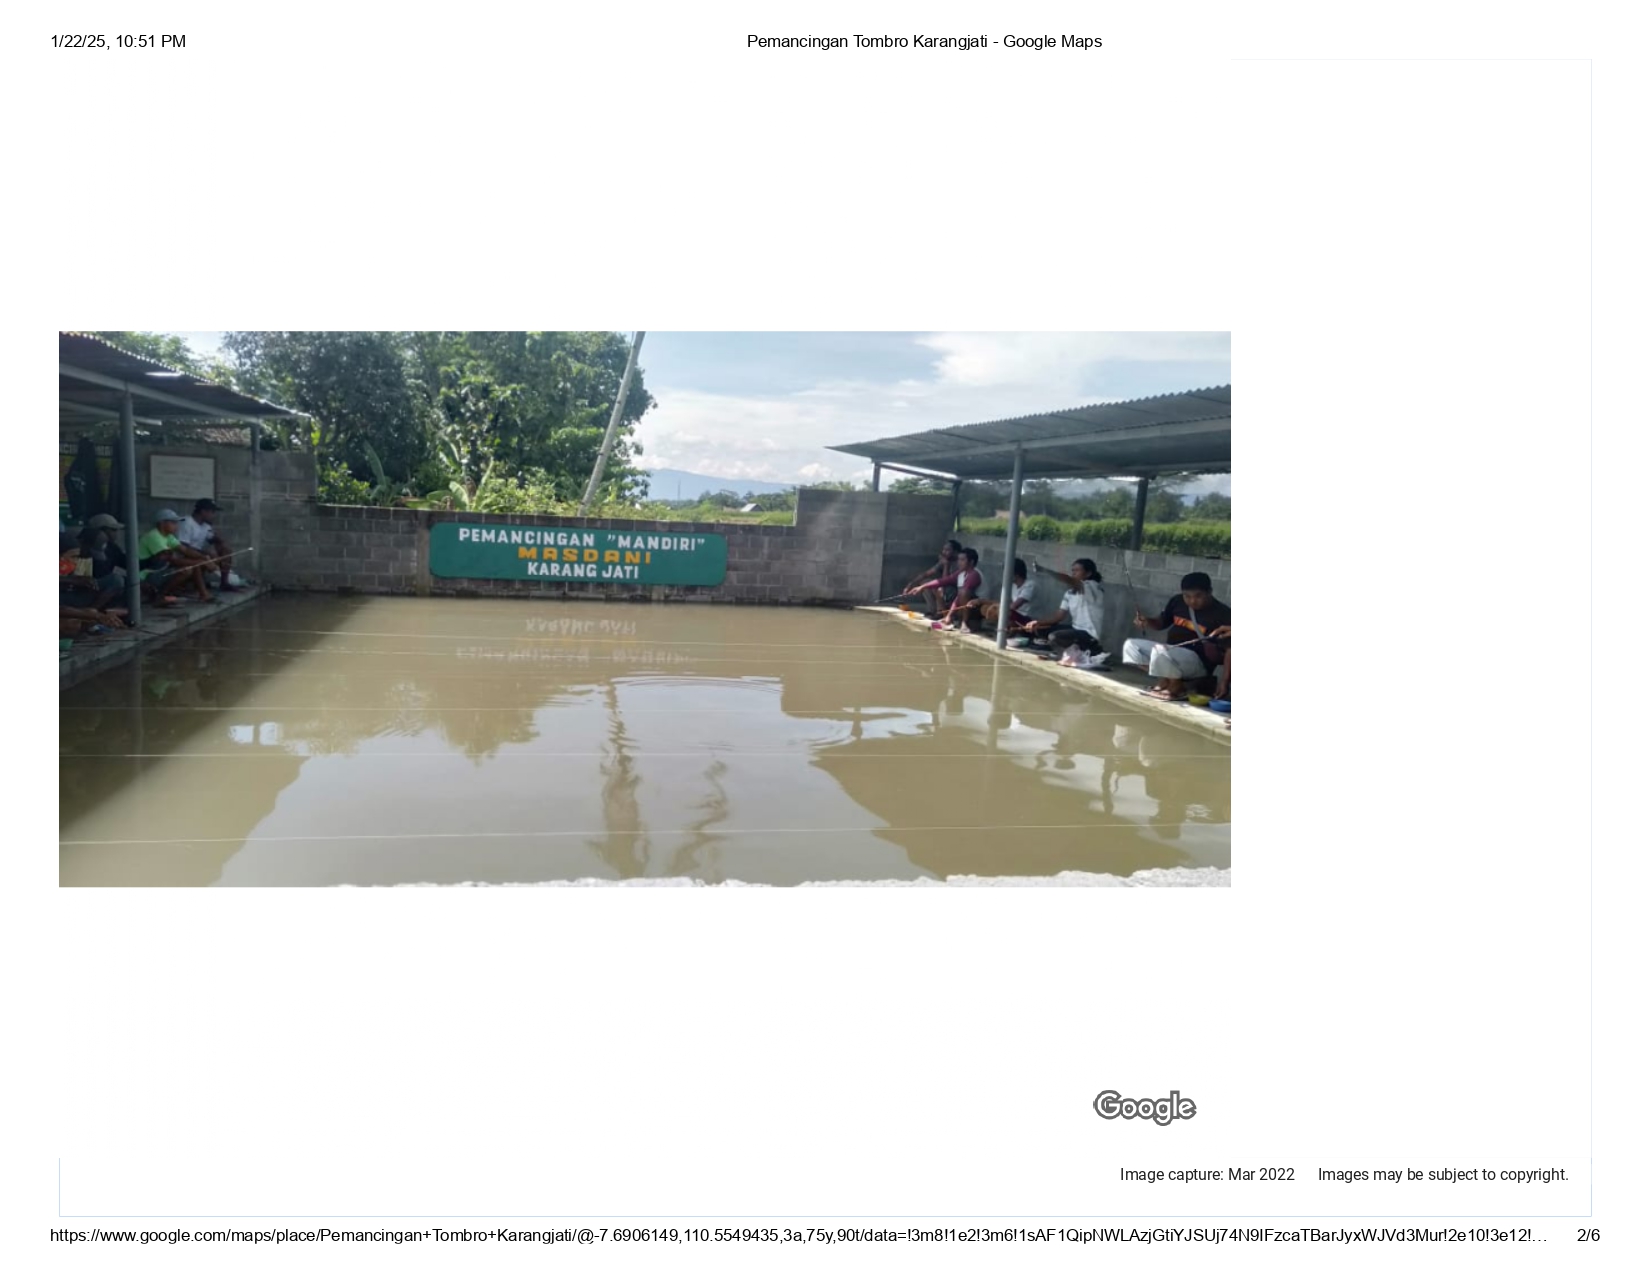 1/22/25, 10:51 PM
Pemancingan Tombro Karangjati - Google Maps
PEMANCINGAN "MANDIRI"
MASDANI
KARANG JATI
Google
Image capture: Mar 2022
Images may be subject to copyright.
https://www.google.com/maps/place/Pemancingan+Tombro+Karangjati/@-7.6906149,110.5549435,3a,75y,90t/data=!3m8!1e2!3m6!1sAF1QipNWLAzjGtiYJSUj74N9IFzcaTBarJyxWJVd3Mur!2e10!3e12!…
2/6